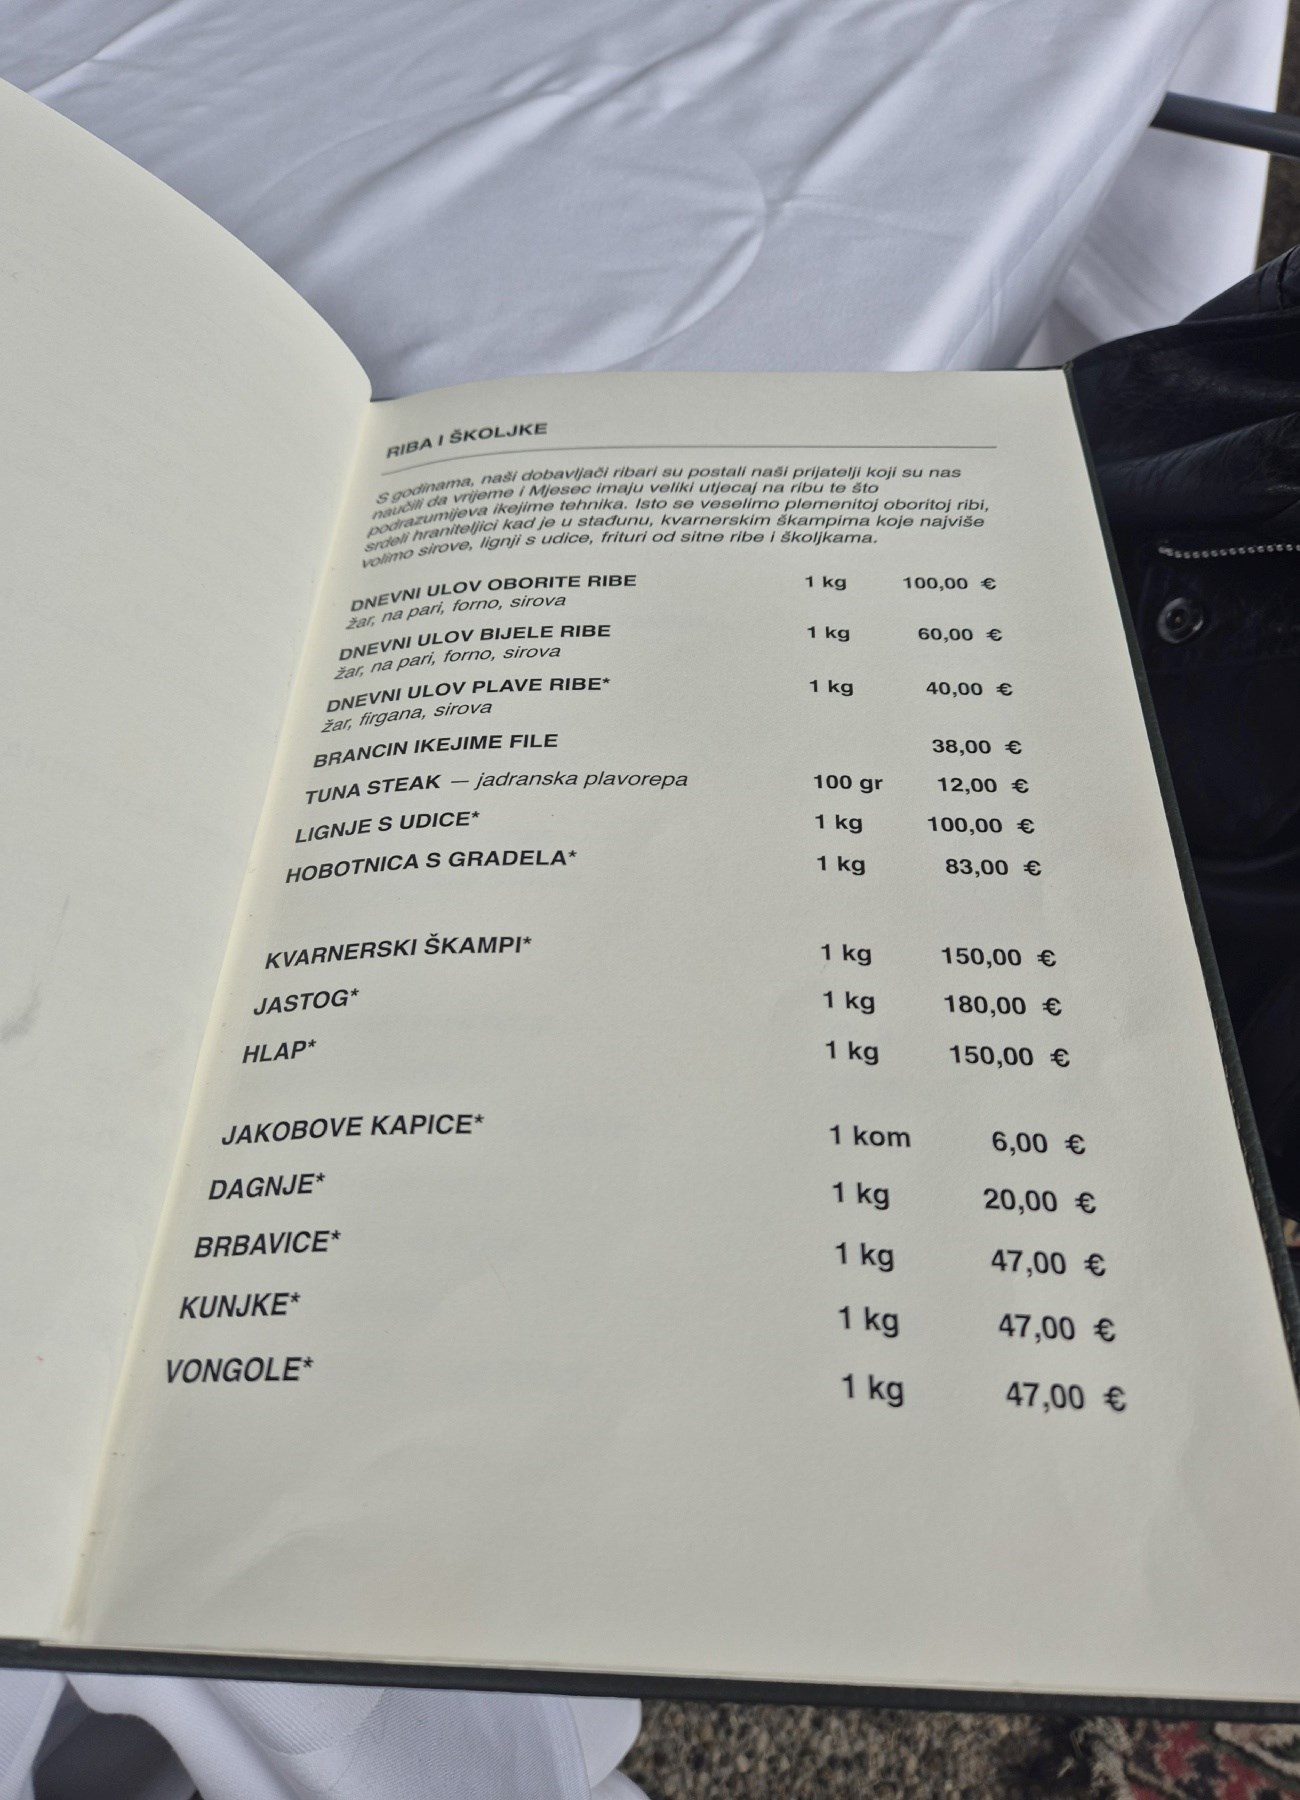 RIBA I ŠKOLJKE
S godinama, naši dobavljači ribari su postali naši prijatelji koji su nas
naučili da vrijeme i Mjesec imaju veliki utjecaj na ribu te što
podrazumijeva ikejime tehnika. Isto se veselimo plemenitoj oboritoj ribi,
srdeli hraniteljici kad je u stađunu, kvarnerskim škampima koje najviše
volimo sirove, lignji s udice, frituri od sitne ribe i školjkama.
DNEVNI ULOV OBORITE RIBE 1 kg 100,00 €
žar, na pari, forno, sirova
DNEVNI ULOV BIJELE RIBE 1 kg 60,00 €
žar, na pari, forno, sirova
DNEVNI ULOV PLAVE RIBE* 1 kg 40,00 €
žar, firgana, sirova
BRANCIN IKEJIME FILE 38,00 €
TUNA STEAK — jadranska plavorepa 100 gr 12,00 €
LIGNJE S UDICE* 1 kg 100,00 €
HOBOTNICA S GRADELA* 1 kg 83,00 €
KVARNERSKI ŠKAMPI* 1 kg 150,00 €
JASTOG* 1 kg 180,00 €
HLAP* 1 kg 150,00 €
JAKOBOVE KAPICE* 1 kom 6,00 €
DAGNJE* 1 kg 20,00 €
BRBAVICE* 1 kg 47,00 €
KUNJKE* 1 kg 47,00 €
VONGOLE* 1 kg 47,00 €